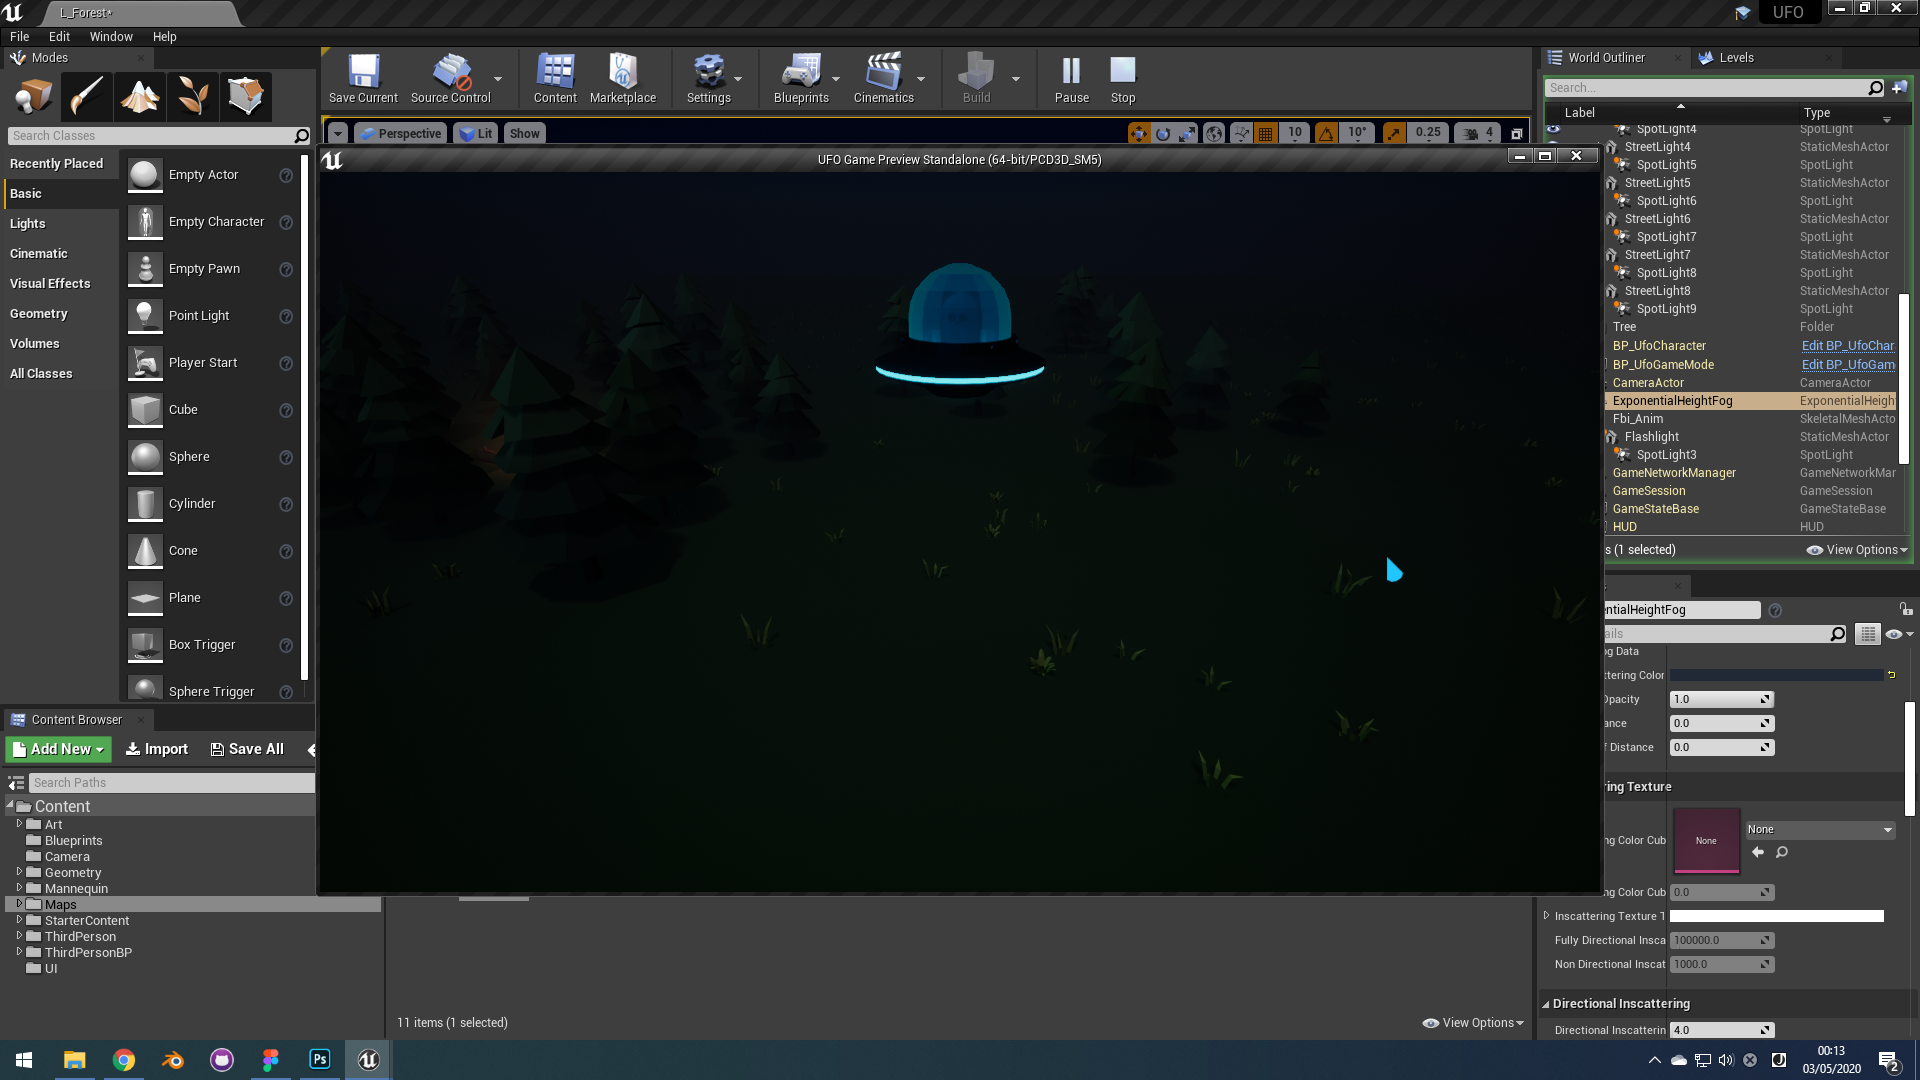 L_Forest*
UFO
File Edit Window Help
Modes
Search Classes
Recently Placed
Basic
Lights
Cinematic
Visual Effects
Geometry
Volumes
All Classes
Empty Actor
Empty Character
Empty Pawn
Point Light
Player Start
Cube
Sphere
Cylinder
Cone
Plane
Box Trigger
Sphere Trigger
Save Current Source Control Content Marketplace Settings Blueprints Cinematics Build Pause Stop
Perspective Lit Show 10 10° 0.25 4
UFO Game Preview Standalone (64-bit/PCD3D_SM5)
World Outliner Levels
Search...
Label Type
SpotLight4 SpotLight
StreetLight4 StaticMeshActor
SpotLight5 SpotLight
StreetLight5 StaticMeshActor
SpotLight6 SpotLight
StreetLight6 StaticMeshActor
SpotLight7 SpotLight
StreetLight7 StaticMeshActor
SpotLight8 SpotLight
StreetLight8 StaticMeshActor
SpotLight9 SpotLight
Tree Folder
BP_UfoCharacter Edit BP_UfoChar
BP_UfoGameMode Edit BP_UfoGam
CameraActor CameraActor
ExponentialHeightFog ExponentialHeigh
Fbi_Anim SkeletalMeshActo
Flashlight StaticMeshActor
SpotLight3 SpotLight
GameNetworkManager GameNetworkMar
GameSession GameSession
GameStateBase GameStateBase
HUD HUD
s (1 selected) View Options
entialHeightFog
ails
og Data
ttering Color
Opacity 1.0
ance 0.0
f Distance 0.0
ring Texture
ng Color Cub None None
ng Color Cub 0.0
Inscattering Texture T
Fully Directional Insca 100000.0
Non Directional Inscat 1000.0
Directional Inscattering
Directional Inscatterin 4.0
Content Browser
Add New Import Save All
Search Paths
Content
Art
Blueprints
Camera
Geometry
Mannequin
Maps
StarterContent
ThirdPerson
ThirdPersonBP
UI
11 items (1 selected) View Options
Ps
00:13
03/05/2020
2